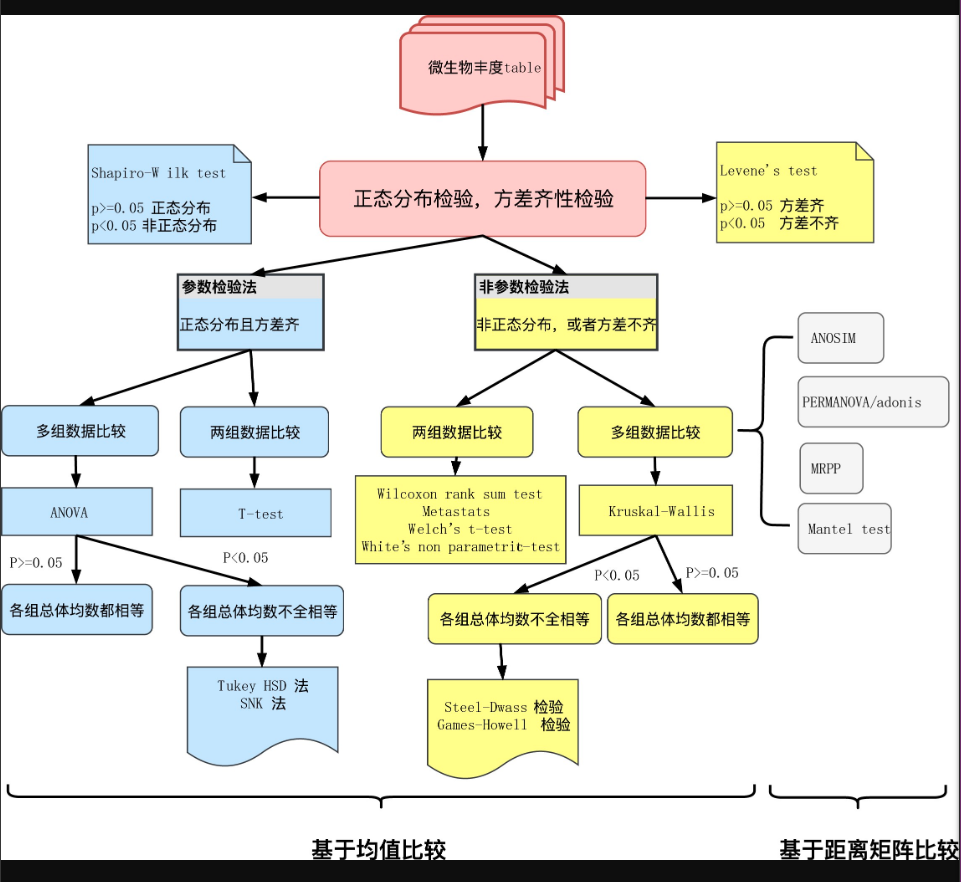 微生物丰度table
正态分布检验，方差齐性检验
Shapiro-W ilk test
p>=0.05 正态分布
p<0.05 非正态分布
Levene's test
p>=0.05 方差齐
p<0.05 方差不齐
参数检验法
正态分布且方差齐
非参数检验法
非正态分布，或者方差不齐
多组数据比较
两组数据比较
两组数据比较
多组数据比较
ANOSIM
PERMANOVA/adonis
MRPP
Mantel test
ANOVA
T-test
Wilcoxon rank sum test
Metastats
Welch's t-test
White's non parametric t-test
Kruskal-Wallis
P>=0.05
P<0.05
P<0.05
P>=0.05
各组总体均数都相等
各组总体均数不全相等
各组总体均数不全相等
各组总体均数都相等
Tukey HSD 法
SNK 法
Steel-Dwass 检验
Games-Howell 检验
基于均值比较
基于距离矩阵比较